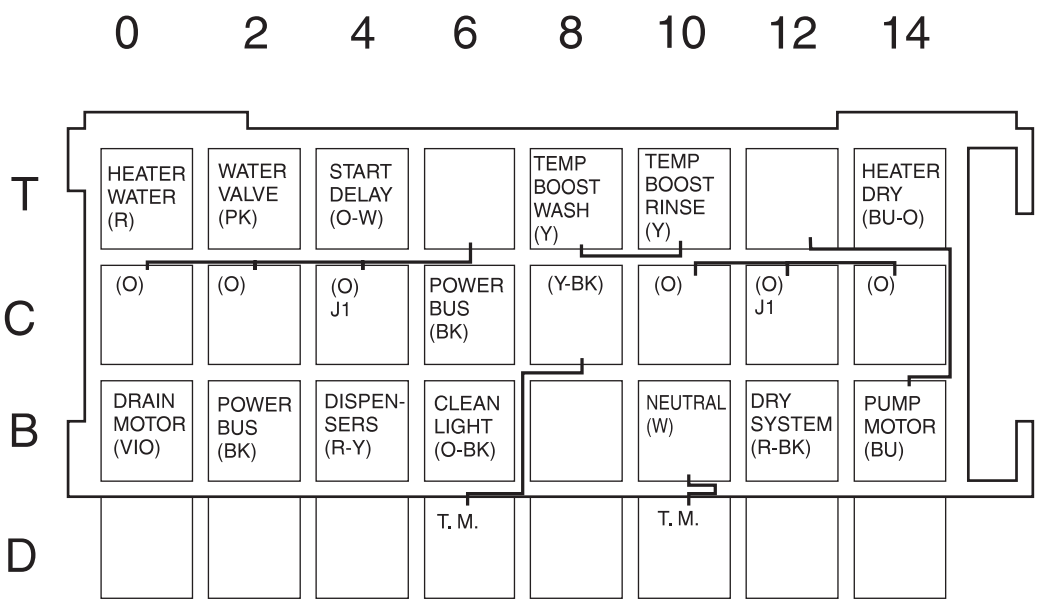 0 2 4 6 8 10 12 14
T
HEATER
WATER
(R)
WATER
VALVE
(PK)
START
DELAY
(O-W)
TEMP
BOOST
WASH
(Y)
TEMP
BOOST
RINSE
(Y)
HEATER
DRY
(BU-O)
C
(O)
(O)
(O)
J1
POWER
BUS
(BK)
(Y-BK)
(O)
(O)
J1
(O)
B
DRAIN
MOTOR
(VIO)
POWER
BUS
(BK)
DISPEN-
SERS
(R-Y)
CLEAN
LIGHT
(O-BK)
NEUTRAL
(W)
DRY
SYSTEM
(R-BK)
PUMP
MOTOR
(BU)
D
T. M.
T. M.